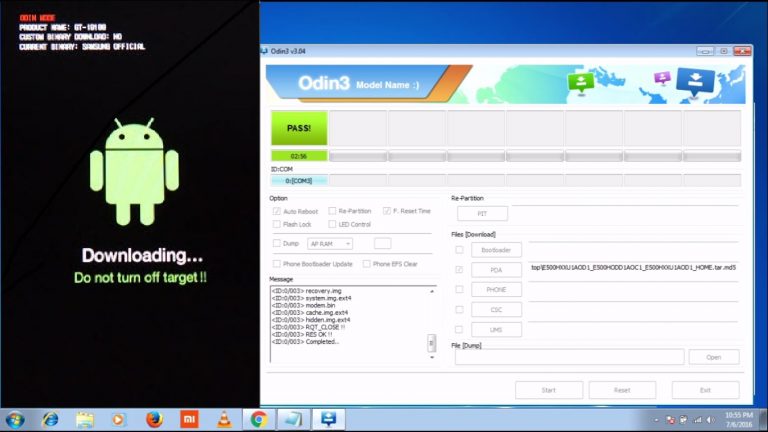 ODIN MODE
PRODUCT NAME: GT-I9100
CUSTOM BINARY DOWNLOAD: NO
CURRENT BINARY: SAMSUNG OFFICIAL
Downloading...
Do not turn off target !!
Odin3 v3.04
Odin3 Model Name :)
PASS!
02:56
ID:COM
0:[COM3]
Option
Auto Reboot Re-Partition F. Reset Time
Flash Lock LED Control
Dump AP RAM
Phone Bootloader Update Phone EFS Clear
Message
<ID:0/003> recovery.img
<ID:0/003> system.img.ext4
<ID:0/003> modem.bin
<ID:0/003> cache.img.ext4
<ID:0/003> hidden.img.ext4
<ID:0/003> RQT_CLOSE !!
<ID:0/003> RES OK !!
<ID:0/003> Completed...
Re-Partition
PIT
Files [Download]
Bootloader
PDA top\E500HXXU1AOD1_E500HODD1AOC1_E500HXXU1AOD1_HOME.tar.md5
PHONE
CSC
UMS
File [Dump]
Open
Start Reset Exit
mi
10:55 PM
7/6/2016